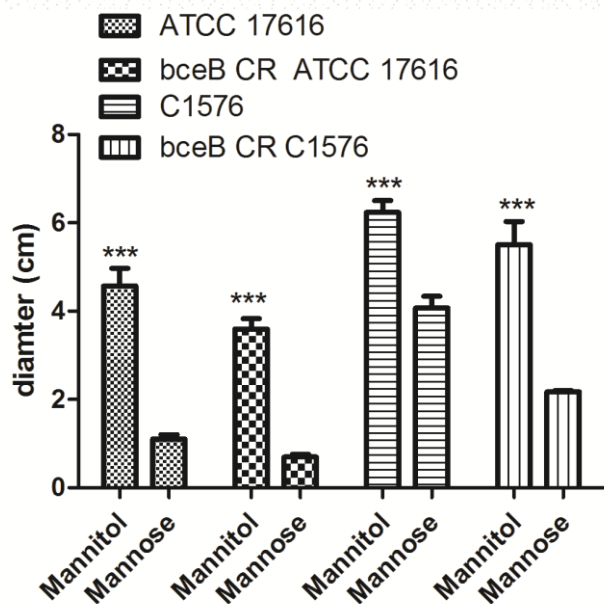 ATCC 17616
bceB CR ATCC 17616
C1576
bceB CR C1576
diamter (cm)
8
6
4
2
0
***
***
***
***
Mannitol
Mannose
Mannitol
Mannose
Mannitol
Mannose
Mannitol
Mannose